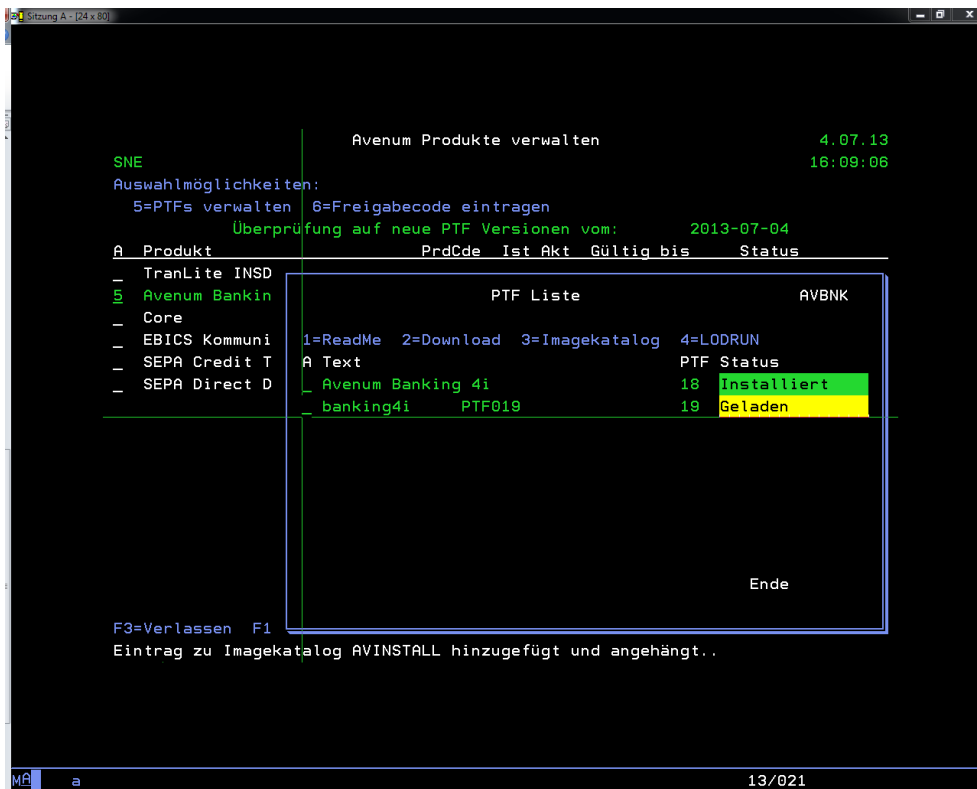 Sitzung A - [24 x 80]
Avenum Produkte verwalten 4.07.13
SNE 16:09:06
Auswahlmöglichkeiten:
5=PTFs verwalten 6=Freigabecode eintragen
Überprüfung auf neue PTF Versionen vom: 2013-07-04
A Produkt PrdCde Ist Akt Gültig bis Status
_ TranLite INSD
5 Avenum Bankin PTF Liste AVBNK
_ Core
_ EBICS Kommuni 1=ReadMe 2=Download 3=Imagekatalog 4=LODRUN
_ SEPA Credit T A Text PTF Status
_ SEPA Direct D _ Avenum Banking 4i 18 Installiert
_ banking4i PTF019 19 Geladen
Ende
F3=Verlassen F1
Eintrag zu Imagekatalog AVINSTALL hinzugefügt und angehängt..
MA a 13/021